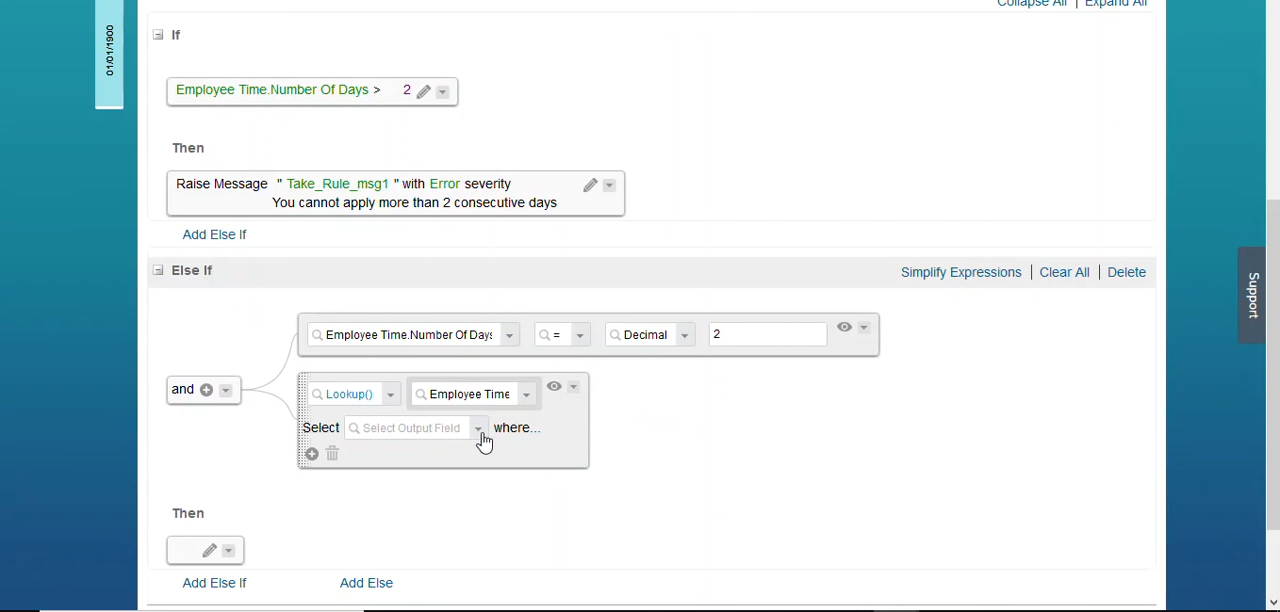 Collapse All | Expand All
01/01/1900
If
Employee Time.Number Of Days > 2
Then
Raise Message " Take_Rule_msg1 " with Error severity
You cannot apply more than 2 consecutive days
Add Else If
Else If
Simplify Expressions | Clear All | Delete
Employee Time.Number Of Days = Decimal 2
and
Lookup() Employee Time
Select Select Output Field where...
Then
Add Else If Add Else
Support